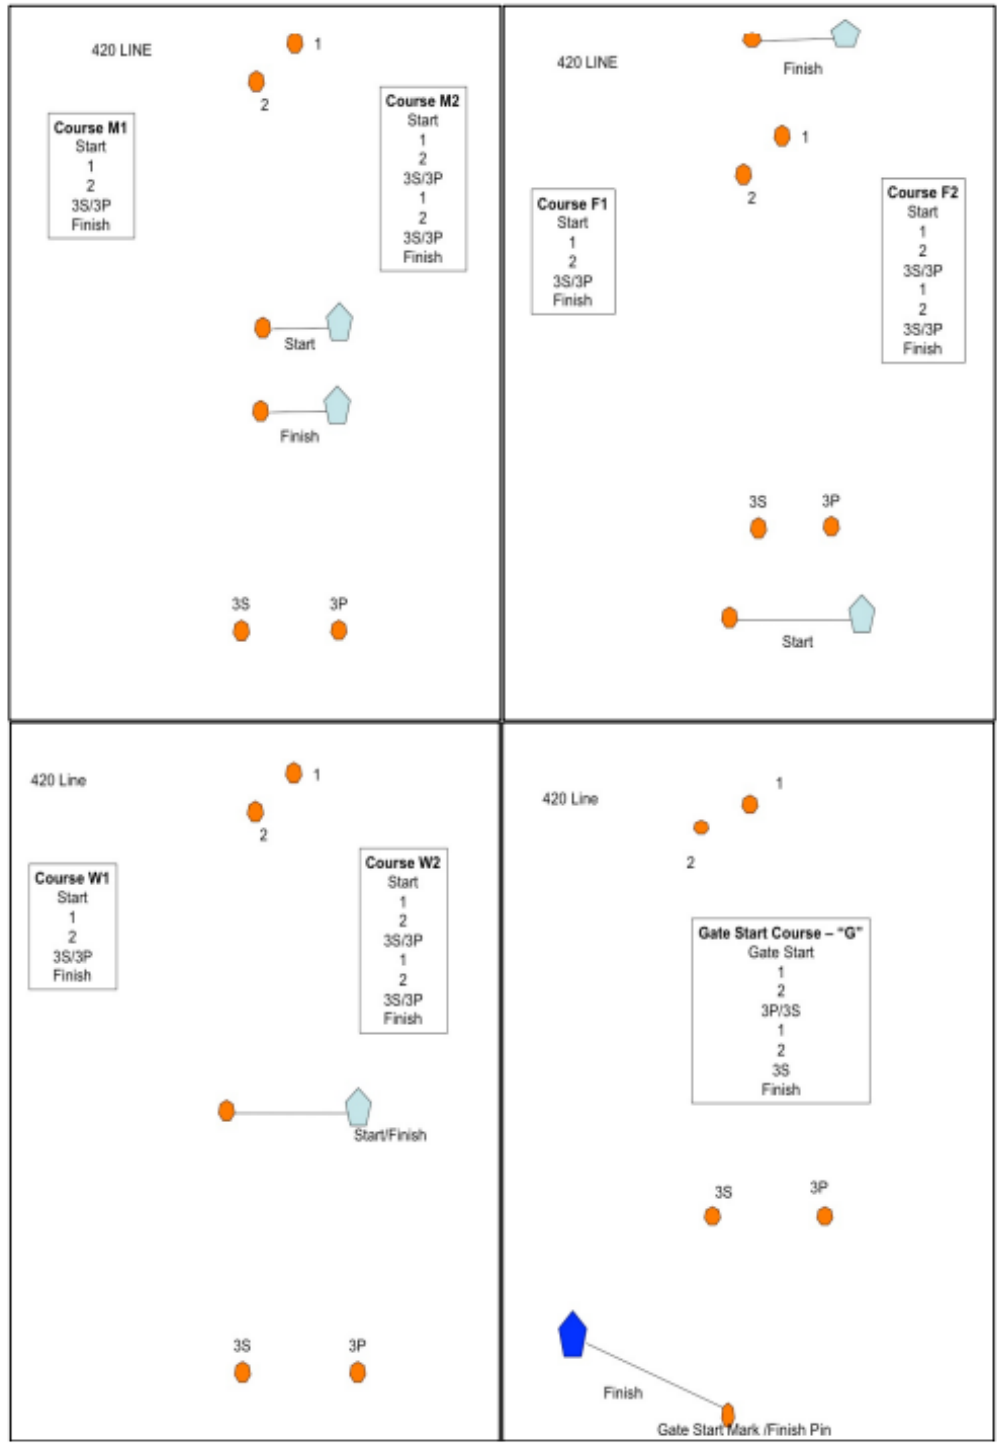 420 LINE
1
2
Course M1
Start
1
2
3S/3P
Finish
Course M2
Start
1
2
3S/3P
1
2
3S/3P
Finish
Start
Finish
3S
3P
420 LINE
Finish
1
2
Course F1
Start
1
2
3S/3P
Finish
Course F2
Start
1
2
3S/3P
1
2
3S/3P
Finish
3S
3P
Start
420 Line
1
2
Course W1
Start
1
2
3S/3P
Finish
Course W2
Start
1
2
3S/3P
1
2
3S/3P
Finish
Start/Finish
3S
3P
420 Line
1
2
Gate Start Course – “G”
Gate Start
1
2
3P/3S
1
2
3S
Finish
3S
3P
Finish
Gate Start Mark /Finish Pin